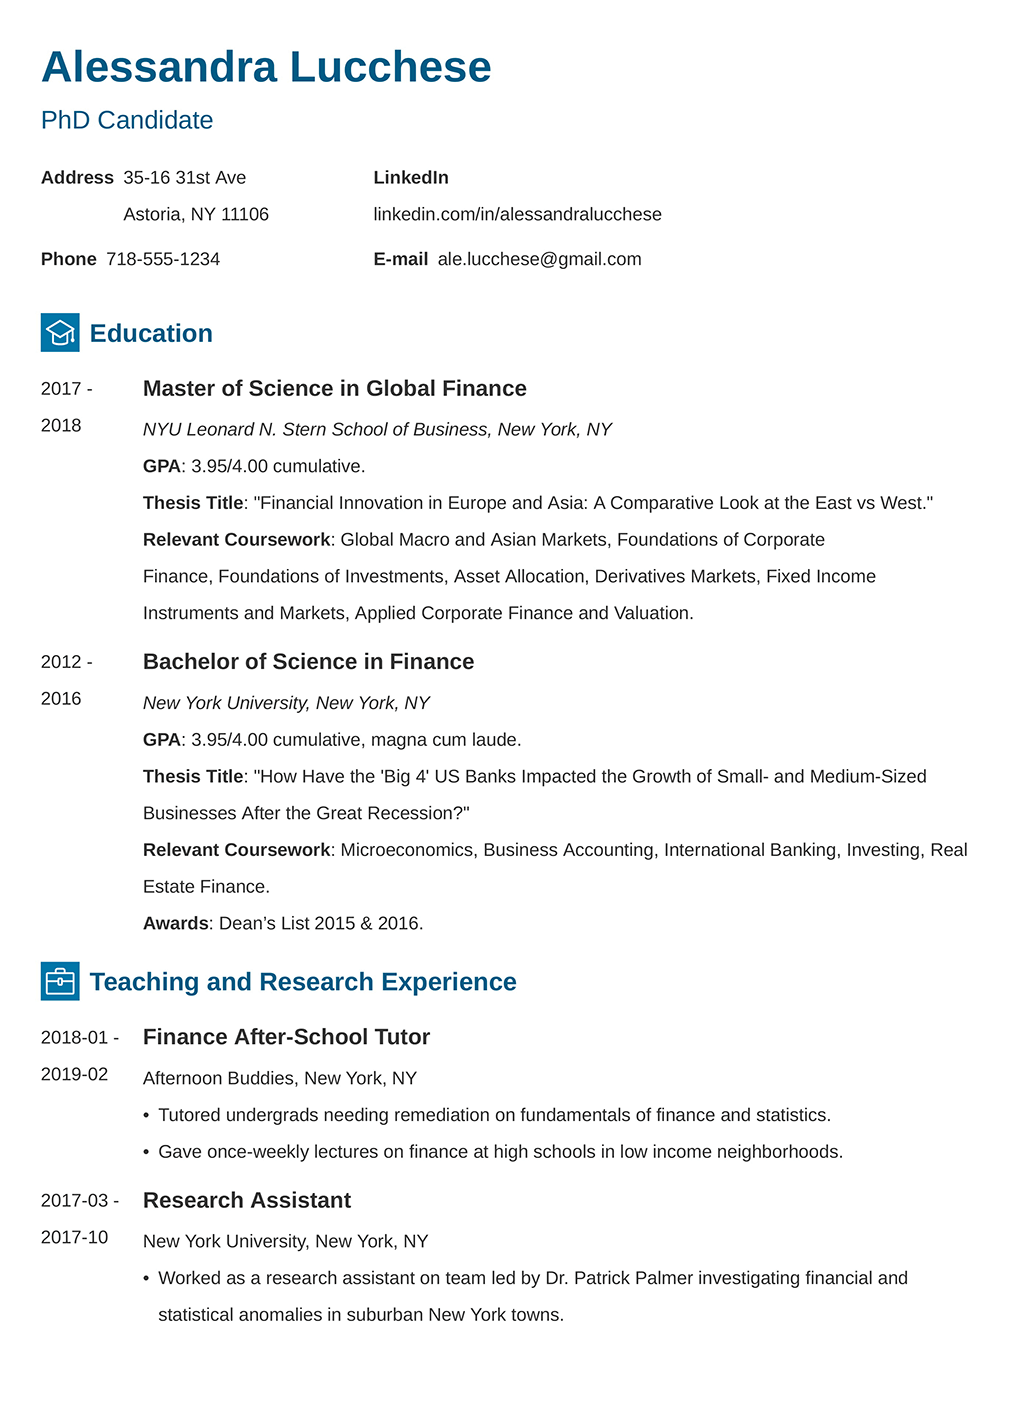 Alessandra Lucchese
PhD Candidate
Address 35-16 31st Ave
Astoria, NY 11106
Phone 718-555-1234
LinkedIn
linkedin.com/in/alessandralucchese
E-mail ale.lucchese@gmail.com
Education
2017 -
2018
Master of Science in Global Finance
NYU Leonard N. Stern School of Business, New York, NY
GPA: 3.95/4.00 cumulative.
Thesis Title: "Financial Innovation in Europe and Asia: A Comparative Look at the East vs West."
Relevant Coursework: Global Macro and Asian Markets, Foundations of Corporate
Finance, Foundations of Investments, Asset Allocation, Derivatives Markets, Fixed Income
Instruments and Markets, Applied Corporate Finance and Valuation.
2012 -
2016
Bachelor of Science in Finance
New York University, New York, NY
GPA: 3.95/4.00 cumulative, magna cum laude.
Thesis Title: "How Have the 'Big 4' US Banks Impacted the Growth of Small- and Medium-Sized
Businesses After the Great Recession?"
Relevant Coursework: Microeconomics, Business Accounting, International Banking, Investing, Real
Estate Finance.
Awards: Dean’s List 2015 & 2016.
Teaching and Research Experience
2018-01 -
2019-02
Finance After-School Tutor
Afternoon Buddies, New York, NY
• Tutored undergrads needing remediation on fundamentals of finance and statistics.
• Gave once-weekly lectures on finance at high schools in low income neighborhoods.
2017-03 -
2017-10
Research Assistant
New York University, New York, NY
• Worked as a research assistant on team led by Dr. Patrick Palmer investigating financial and
statistical anomalies in suburban New York towns.